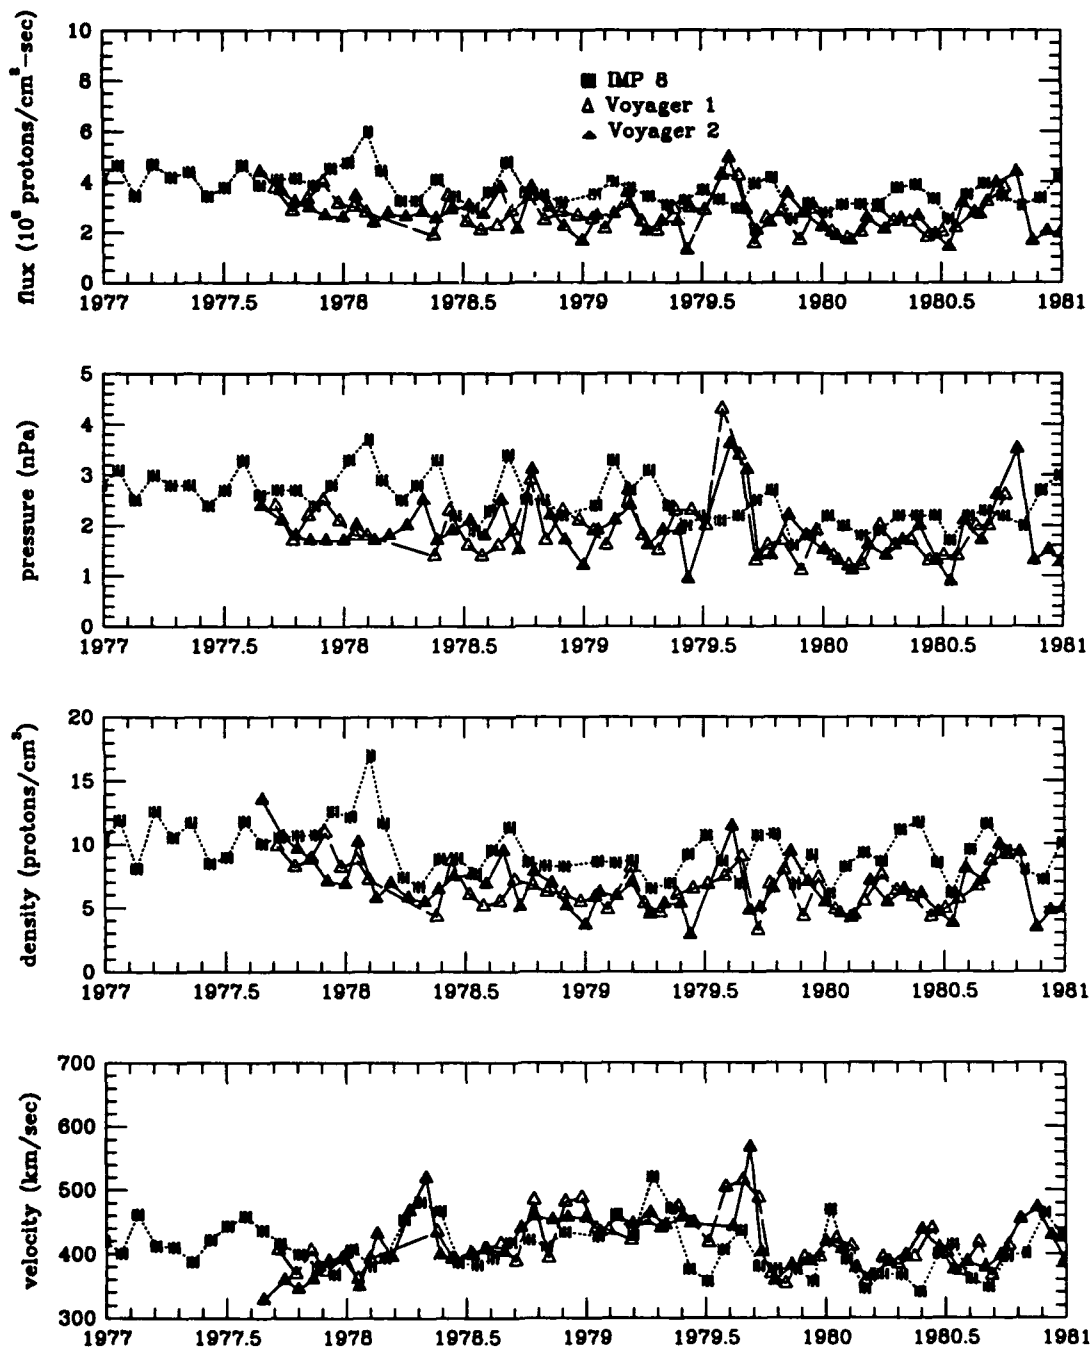 flux (10⁸ protons/cm²-sec)
10
8
6
4
2
0
IMP 8
Voyager 1
Voyager 2
1977 1977.5 1978 1978.5 1979 1979.5 1980 1980.5 1981
pressure (nPa)
5
4
3
2
1
0
1977 1977.5 1978 1978.5 1979 1979.5 1980 1980.5 1981
density (protons/cm³)
20
15
10
5
0
1977 1977.5 1978 1978.5 1979 1979.5 1980 1980.5 1981
velocity (km/sec)
700
600
500
400
300
1977 1977.5 1978 1978.5 1979 1979.5 1980 1980.5 1981